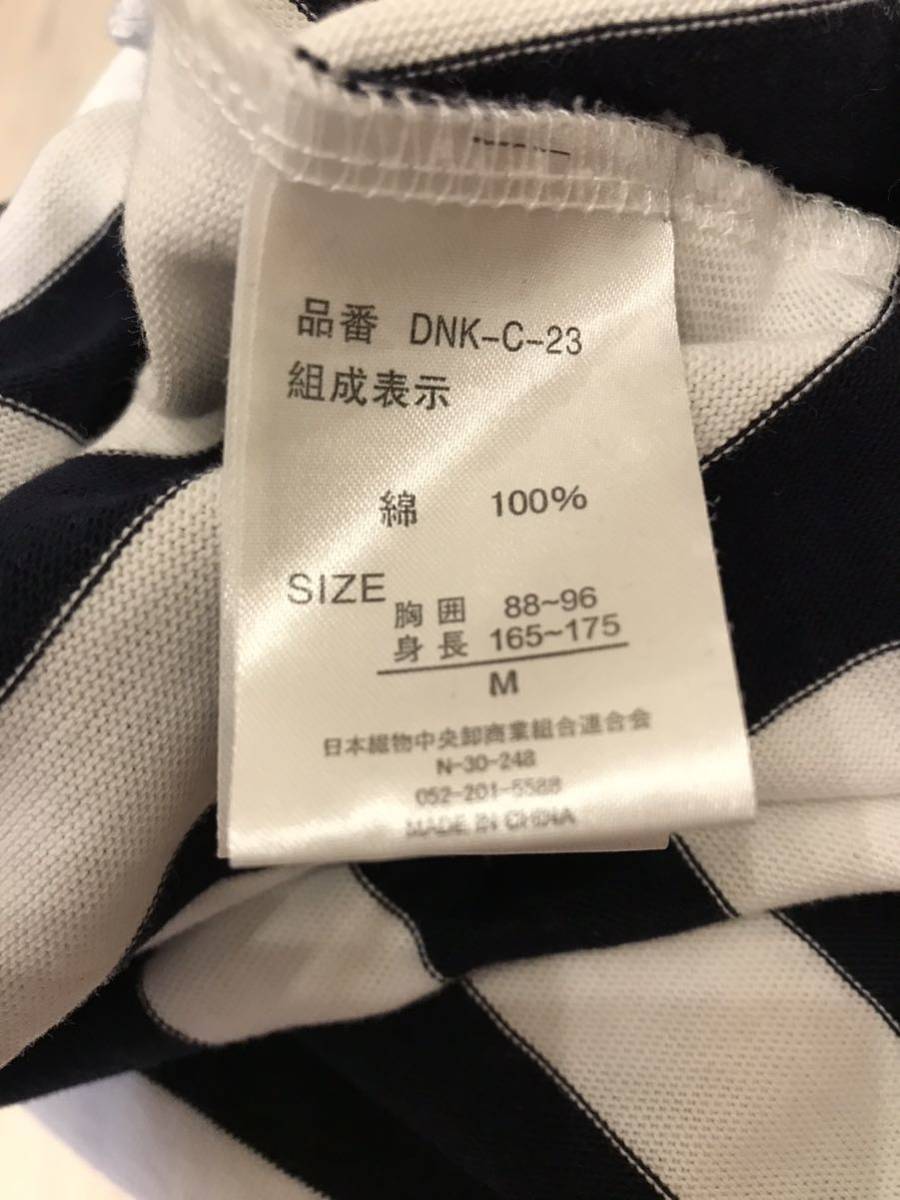 品番 DNK-C-23
組成表示
綿 100%
SIZE
胸囲 88~96
身長 165~175
M
日本織物中央卸商業組合連合会
N-30-248
052-201-5588
MADE IN CHINA